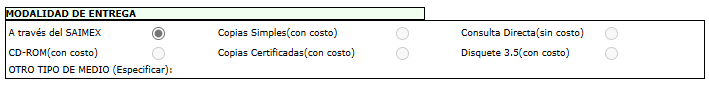 MODALIDAD DE ENTREGA
A través del SAIMEX Copias Simples(con costo) Consulta Directa(sin costo)
CD-ROM(con costo) Copias Certificadas(con costo) Disquete 3.5(con costo)
OTRO TIPO DE MEDIO (Especificar):